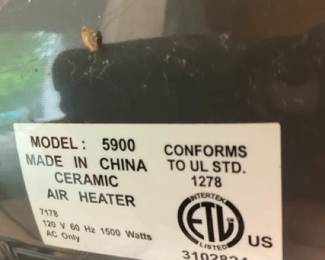 MODEL: 5900
MADE IN CHINA
CERAMIC
AIR HEATER
7178
120 V 60 Hz 1500 Watts
AC Only
CONFORMS
TO UL STD.
1278
INTERTEK
ETL
LISTED
US
3102824